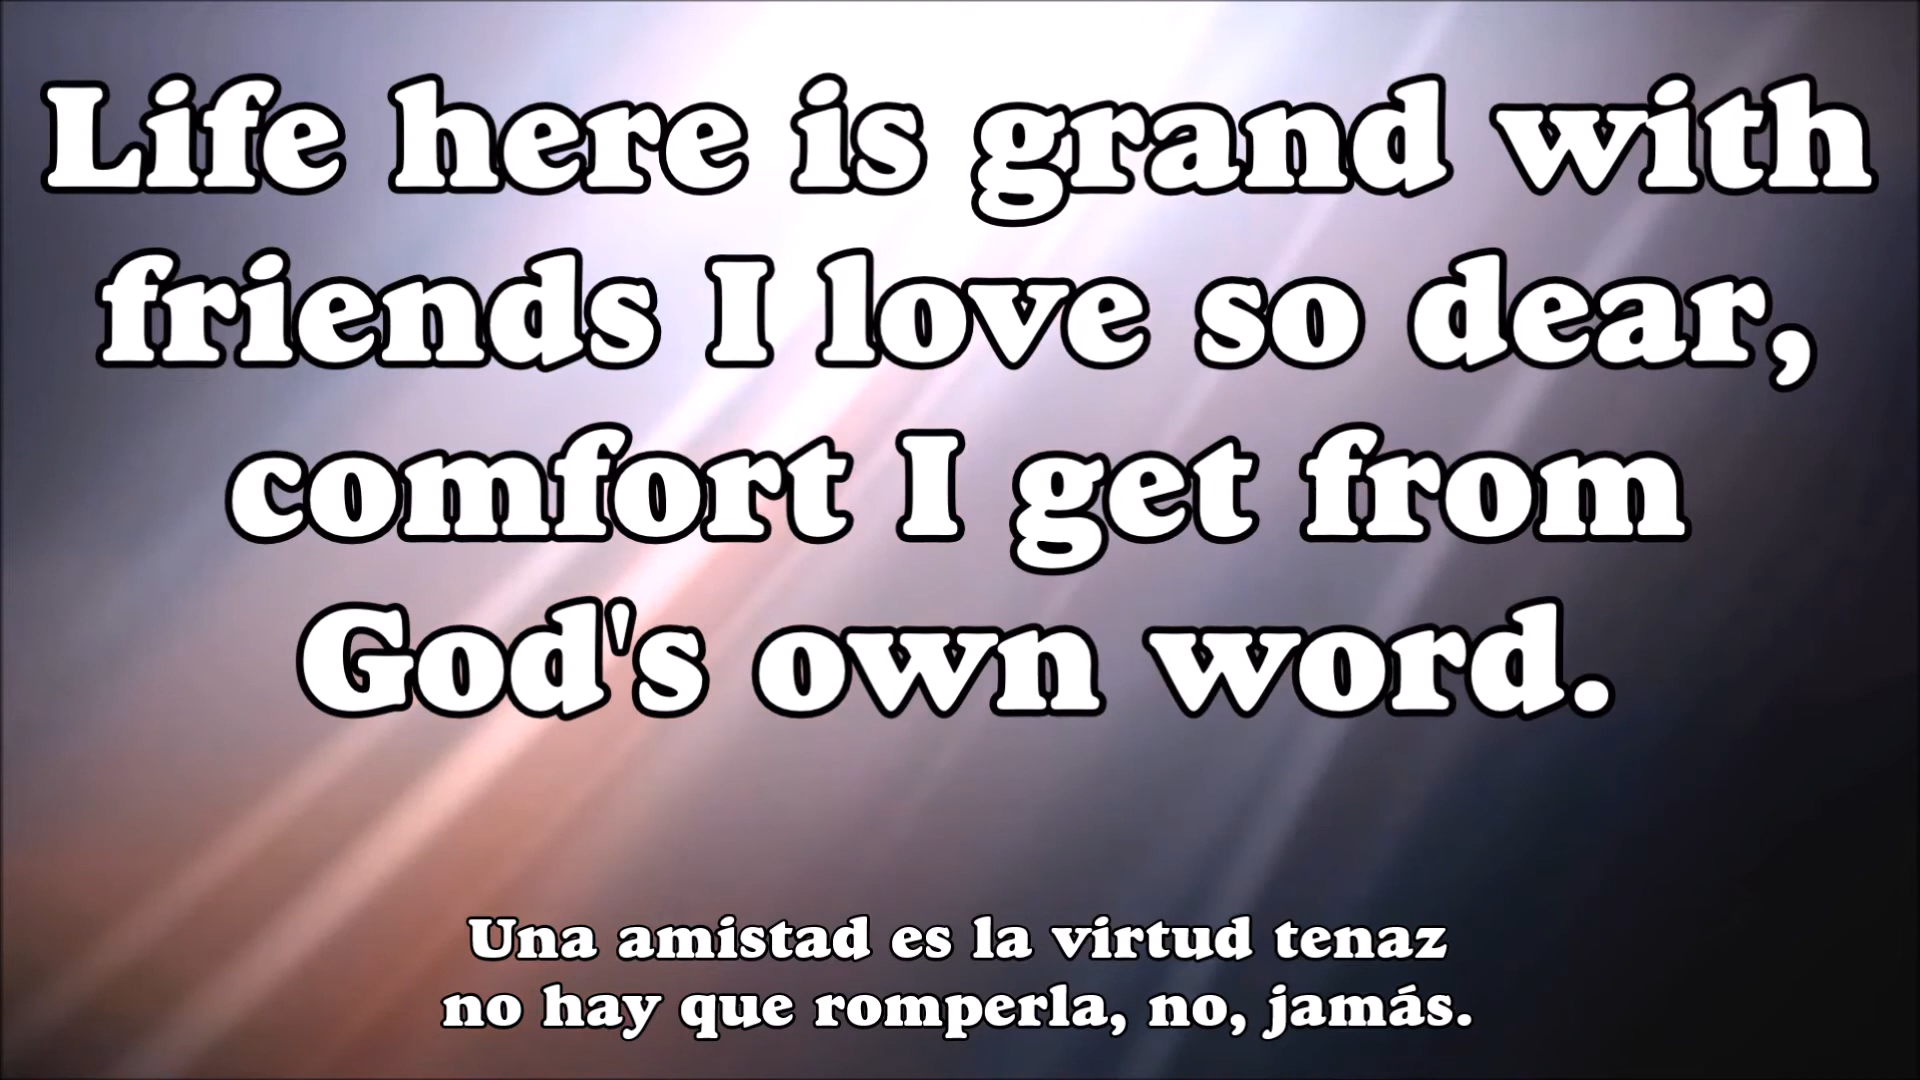 Life here is grand with
friends I love so dear,
comfort I get from
God's own word.
Una amistad es la virtud tenaz
no hay que romperla, no, jamás.